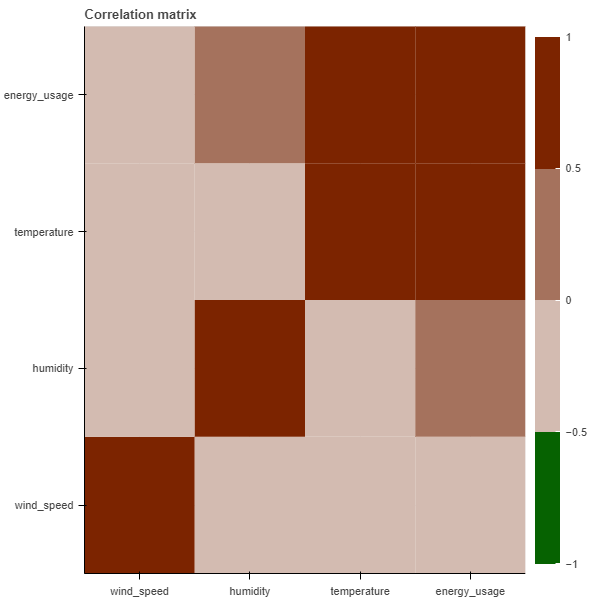 Correlation matrix
energy_usage
temperature
humidity
wind_speed
wind_speed humidity temperature energy_usage
1
0.5
0
−0.5
−1